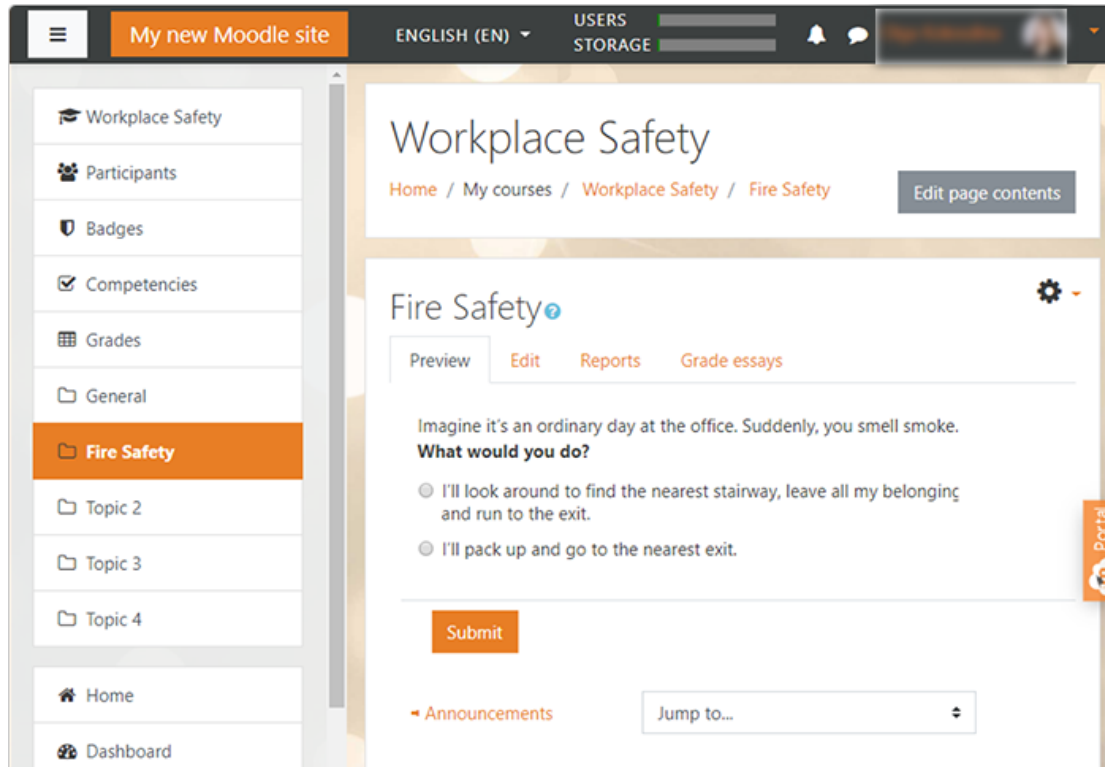 My new Moodle site
ENGLISH (EN)
USERS
STORAGE
Workplace Safety
Participants
Badges
Competencies
Grades
General
Fire Safety
Topic 2
Topic 3
Topic 4
Home
Dashboard
Workplace Safety
Home / My courses / Workplace Safety / Fire Safety
Edit page contents
Fire Safety
Preview Edit Reports Grade essays
Imagine it's an ordinary day at the office. Suddenly, you smell smoke.
What would you do?
I'll look around to find the nearest stairway, leave all my belonging
and run to the exit.
I'll pack up and go to the nearest exit.
Submit
Announcements
Jump to...
Portal